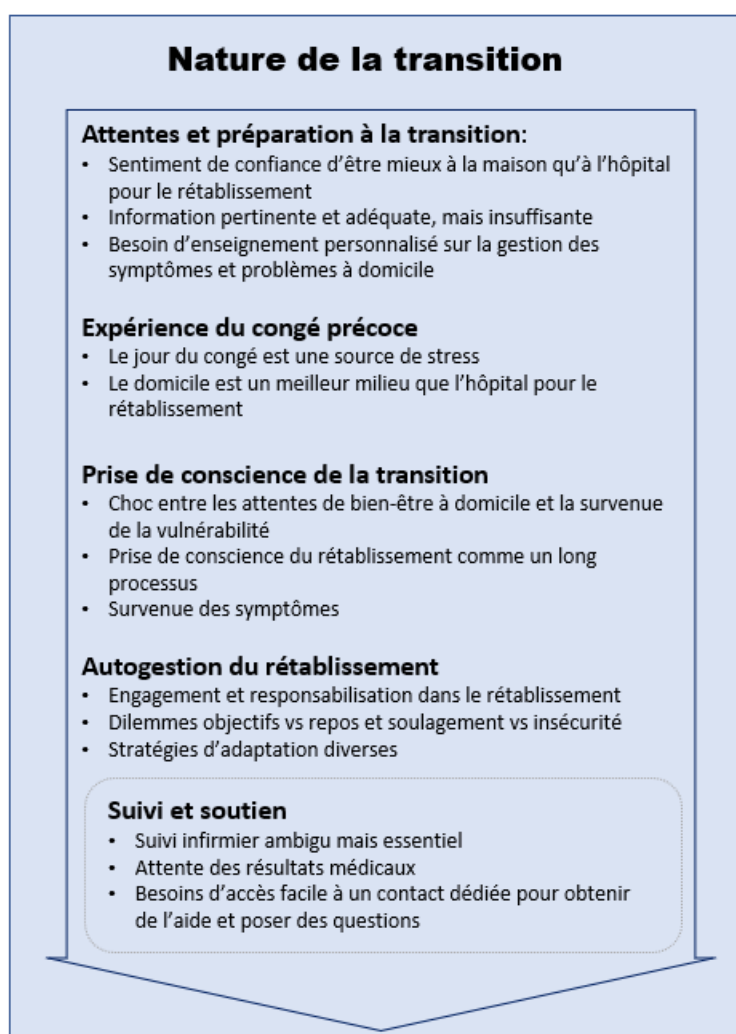 Nature de la transition
Attentes et préparation à la transition:
• Sentiment de confiance d'être mieux à la maison qu'à l'hôpital
pour le rétablissement
• Information pertinente et adéquate, mais insuffisante
• Besoin d'enseignement personnalisé sur la gestion des
symptômes et problèmes à domicile
Expérience du congé précoce
• Le jour du congé est une source de stress
• Le domicile est un meilleur milieu que l'hôpital pour le
rétablissement
Prise de conscience de la transition
• Choc entre les attentes de bien-être à domicile et la survenue
de la vulnérabilité
• Prise de conscience du rétablissement comme un long
processus
• Survenue des symptômes
Autogestion du rétablissement
• Engagement et responsabilisation dans le rétablissement
• Dilemmes objectifs vs repos et soulagement vs insécurité
• Stratégies d'adaptation diverses
Suivi et soutien
• Suivi infirmier ambigu mais essentiel
• Attente des résultats médicaux
• Besoins d'accès facile à un contact dédiée pour obtenir
de l'aide et poser des questions